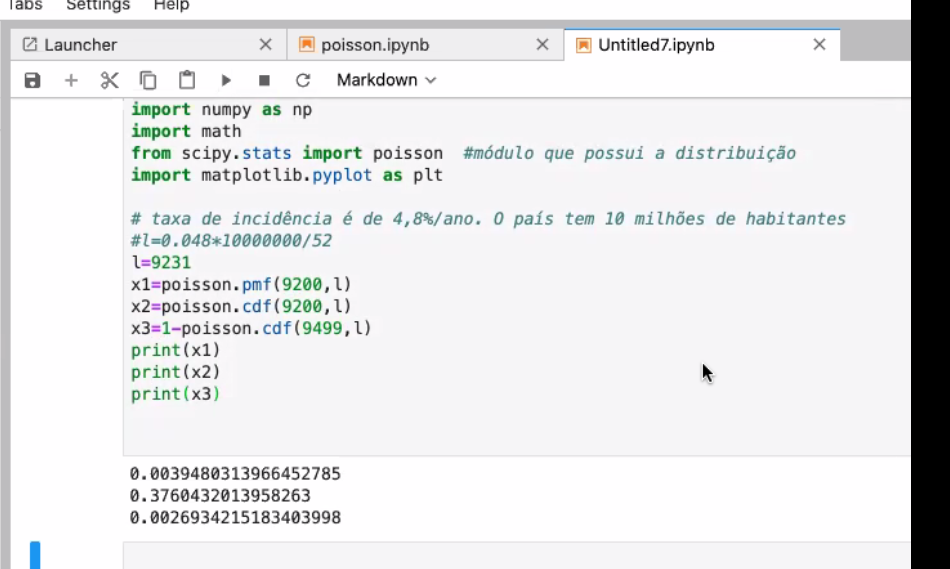 Tabs Settings Help
Launcher poisson.ipynb Untitled7.ipynb
Markdown
import numpy as np
import math
from scipy.stats import poisson #módulo que possui a distribuição
import matplotlib.pyplot as plt
# taxa de incidência é de 4,8%/ano. O país tem 10 milhões de habitantes
#l=0.048*10000000/52
l=9231
x1=poisson.pmf(9200,l)
x2=poisson.cdf(9200,l)
x3=1-poisson.cdf(9499,l)
print(x1)
print(x2)
print(x3)
0.0039480313966452785
0.3760432013958263
0.0026934215183403998